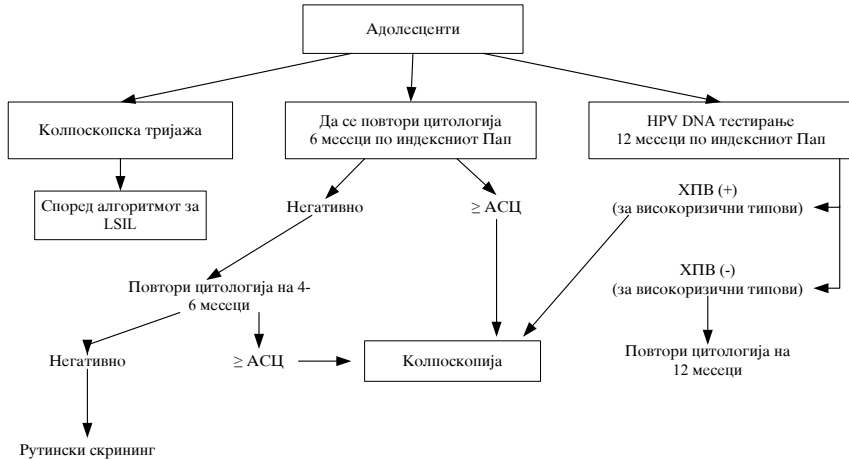 Адолесценти
Колпоскопска тријажа
Да се повтори цитологија
6 месеци по индексниот Пап
HPV DNA тестирање
12 месеци по индексниот Пап
Според алгоритмот за
LSIL
Негативно
≥ АСЦ
ХПВ (+)
(за високоризични типови)
Повтори цитологија на 4-
6 месеци
ХПВ (-)
(за високоризични типови)
Негативно
≥ АСЦ
Колпоскопија
Повтори цитологија на
12 месеци
Рутински скрининг